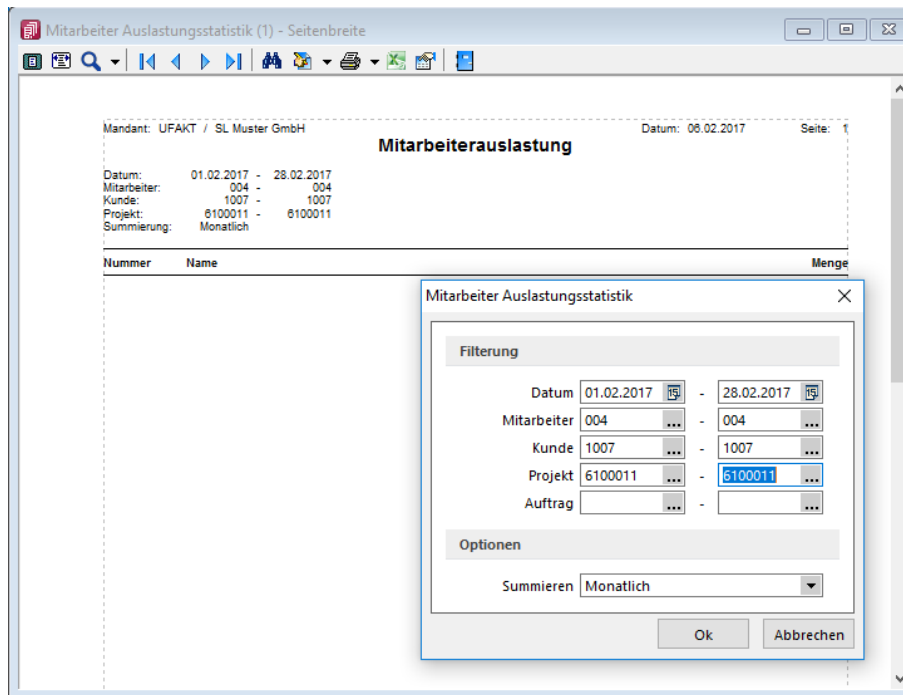 Mitarbeiter Auslastungsstatistik (1) - Seitenbreite
Mandant: UFAKT / SL Muster GmbH Datum: 06.02.2017 Seite: 1
Mitarbeiterauslastung
Datum: 01.02.2017 - 28.02.2017
Mitarbeiter: 004 - 004
Kunde: 1007 - 1007
Projekt: 6100011 - 6100011
Summierung: Monatlich
Nummer Name Menge
Mitarbeiter Auslastungsstatistik
Filterung
Datum 01.02.2017 15 - 28.02.2017 15
Mitarbeiter 004 ... - 004 ...
Kunde 1007 ... - 1007 ...
Projekt 6100011 ... - 6100011 ...
Auftrag ... - ...
Optionen
Summieren Monatlich
Ok Abbrechen